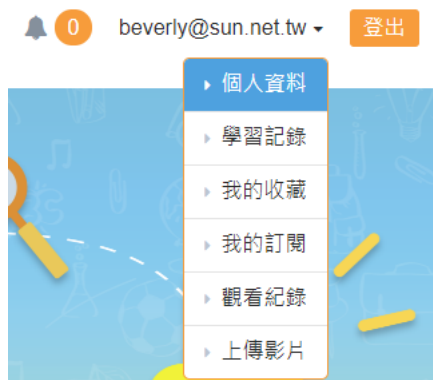 0 beverly@sun.net.tw 登出
個人資料
學習記錄
我的收藏
我的訂閱
觀看紀錄
上傳影片